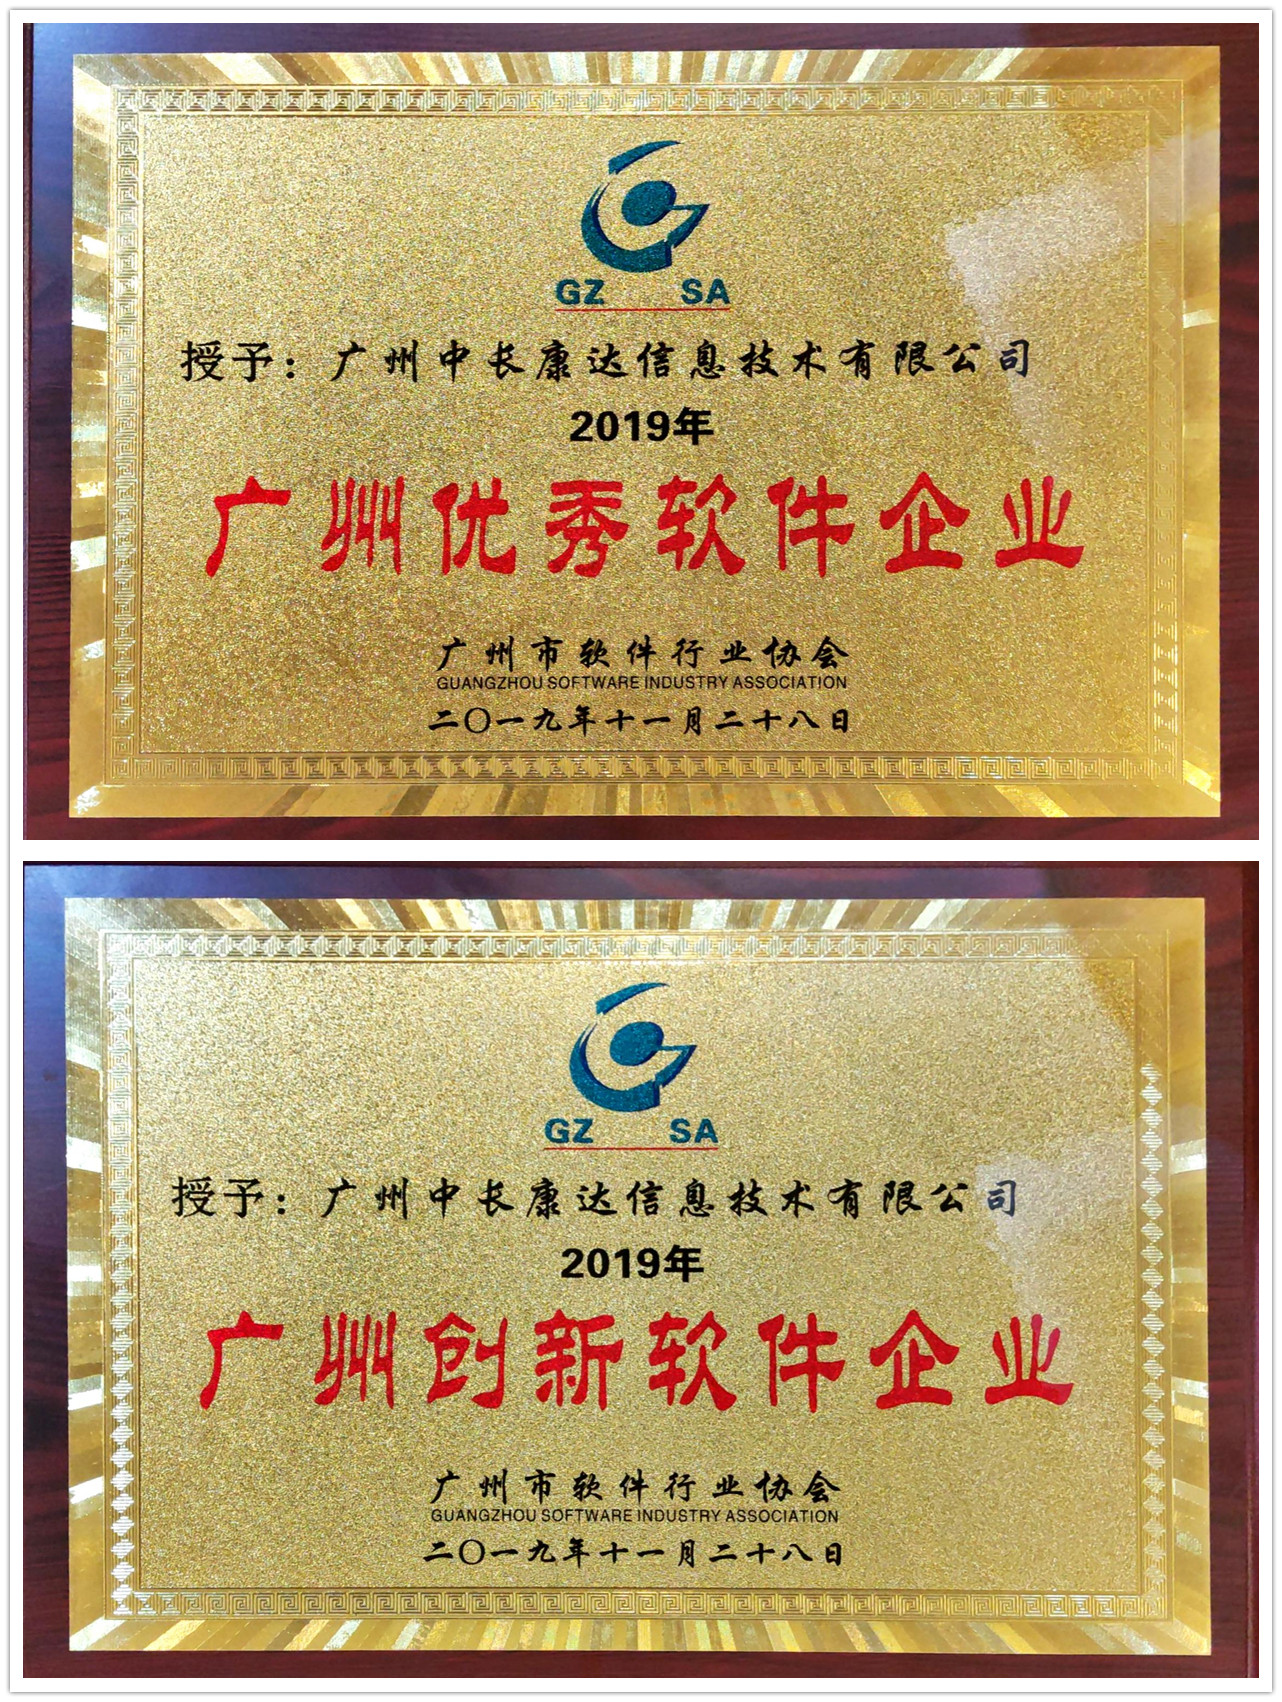 GZ SA
授予：广州中长康达信息技术有限公司
2019年
广州优秀软件企业
广州市软件行业协会
GUANGZHOU SOFTWARE INDUSTRY ASSOCIATION
二〇一九年十一月二十八日
GZ SA
授予：广州中长康达信息技术有限公司
2019年
广州创新软件企业
广州市软件行业协会
GUANGZHOU SOFTWARE INDUSTRY ASSOCIATION
二〇一九年十一月二十八日